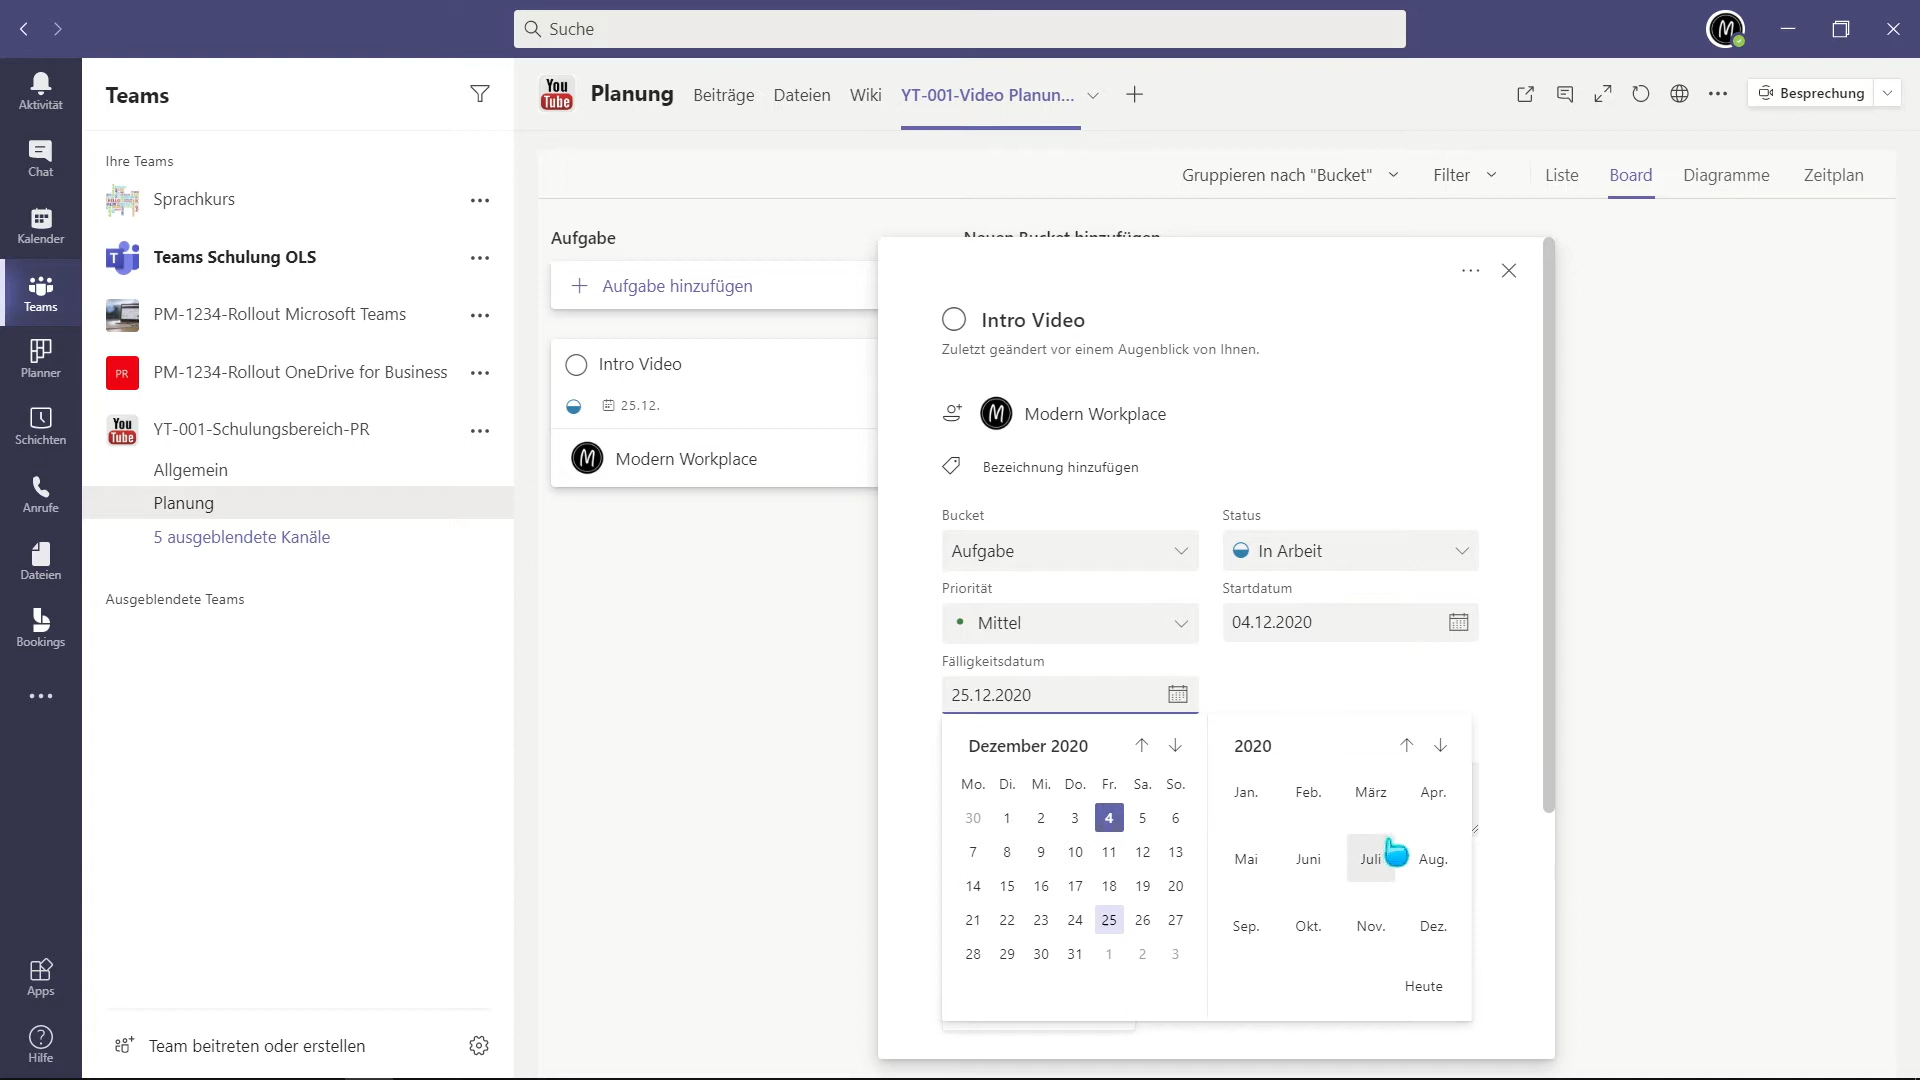 Suche
Aktivität
Chat
Kalender
Teams
Planner
Schichten
Anrufe
Dateien
Bookings
Apps
Hilfe
Teams
Ihre Teams
Sprachkurs
Teams Schulung OLS
PM-1234-Rollout Microsoft Teams
PR
PM-1234-Rollout OneDrive for Business
You
Tube
YT-001-Schulungsbereich-PR
Allgemein
Planung
5 ausgeblendete Kanäle
Ausgeblendete Teams
Team beitreten oder erstellen
You
Tube
Planung
Beiträge
Dateien
Wiki
YT-001-Video Planun...
Besprechung
Gruppieren nach "Bucket"
Filter
Liste
Board
Diagramme
Zeitplan
Aufgabe
Neuen Bucket hinzufügen
Aufgabe hinzufügen
Intro Video
25.12.
M
Modern Workplace
Intro Video
Zuletzt geändert vor einem Augenblick von Ihnen.
M
Modern Workplace
Bezeichnung hinzufügen
Bucket
Status
Aufgabe
In Arbeit
Priorität
Startdatum
Mittel
04.12.2020
Fälligkeitsdatum
25.12.2020
Dezember 2020
Mo. Di. Mi. Do. Fr. Sa. So.
30 1 2 3 4 5 6
7 8 9 10 11 12 13
14 15 16 17 18 19 20
21 22 23 24 25 26 27
28 29 30 31 1 2 3
2020
Jan. Feb. März Apr.
Mai Juni Juli Aug.
Sep. Okt. Nov. Dez.
Heute